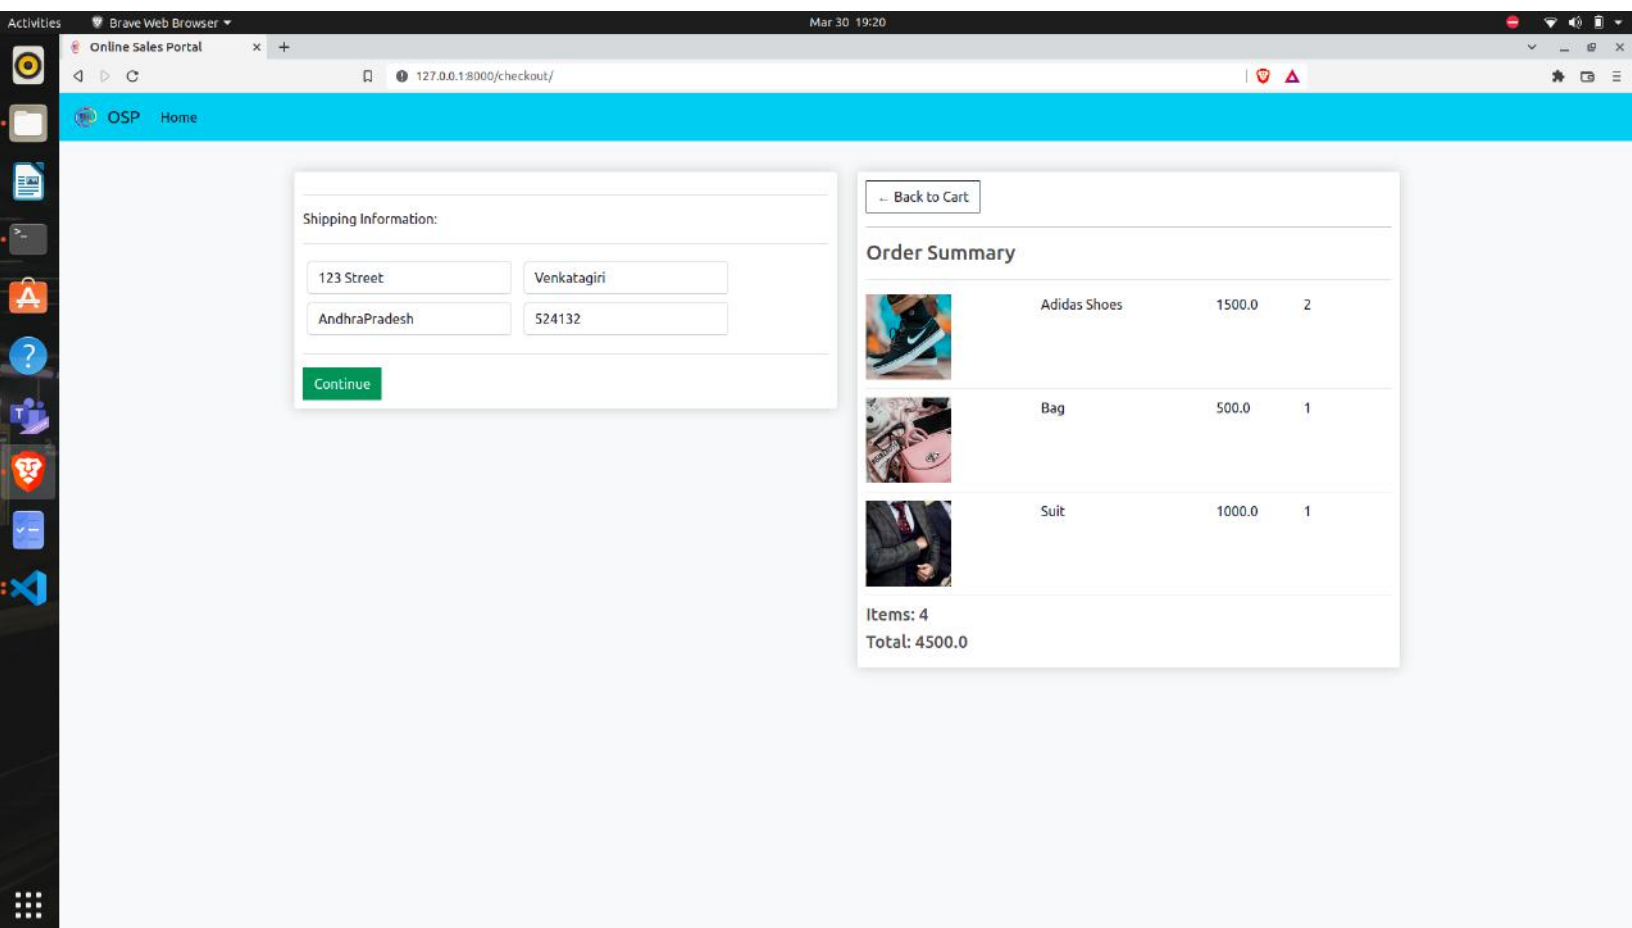 Activities Brave Web Browser Mar 30 19:20
Online Sales Portal
127.0.0.1:8000/checkout/
OSP Home
Shipping Information:
123 Street Venkatagiri
AndhraPradesh 524132
Continue
← Back to Cart
Order Summary
Adidas Shoes 1500.0 2
Bag 500.0 1
Suit 1000.0 1
Items: 4
Total: 4500.0